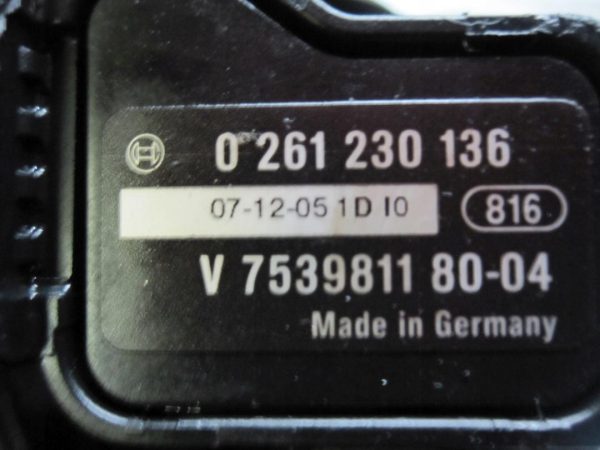 0 261 230 136
07-12-05 1D I0
816
V 7539811 80-04
Made in Germany